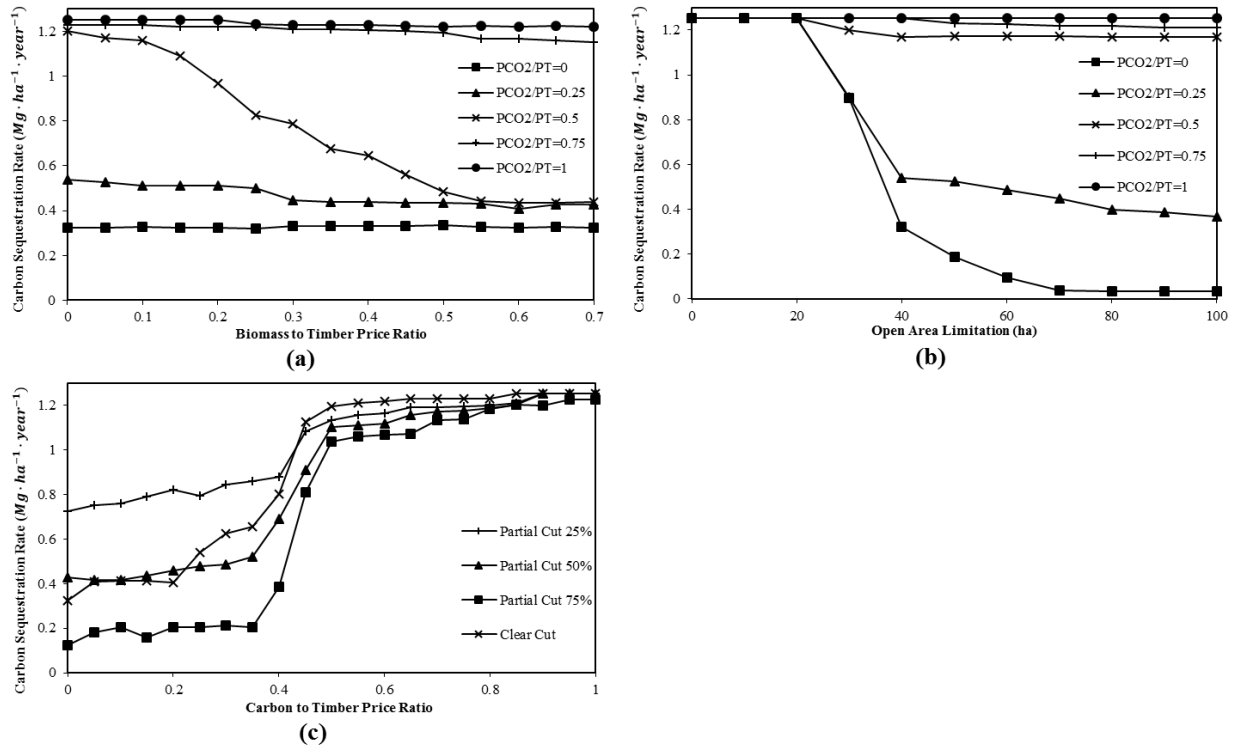 Carbon Sequestration Rate (Mg · ha⁻¹ · year⁻¹)
1.2
1
0.8
0.6
0.4
0.2
0
PCO2/PT=0
PCO2/PT=0.25
PCO2/PT=0.5
PCO2/PT=0.75
PCO2/PT=1
0 0.1 0.2 0.3 0.4 0.5 0.6 0.7
Biomass to Timber Price Ratio
(a)
Carbon Sequestration Rate (Mg · ha⁻¹ · year⁻¹)
1.2
1
0.8
0.6
0.4
0.2
0
PCO2/PT=0
PCO2/PT=0.25
PCO2/PT=0.5
PCO2/PT=0.75
PCO2/PT=1
0 20 40 60 80 100
Open Area Limitation (ha)
(b)
Carbon Sequestration Rate (Mg · ha⁻¹ · year⁻¹)
1.2
1
0.8
0.6
0.4
0.2
0
Partial Cut 25%
Partial Cut 50%
Partial Cut 75%
Clear Cut
0 0.2 0.4 0.6 0.8 1
Carbon to Timber Price Ratio
(c)